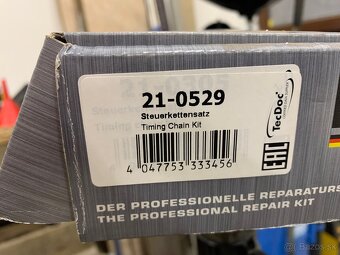 21-0529
Steuerkettensatz
Timing Chain Kit
4 047753 333456
TecDoc
EAC
DER PROFESSIONELLE REPARATURS
THE PROFESSIONAL REPAIR KIT